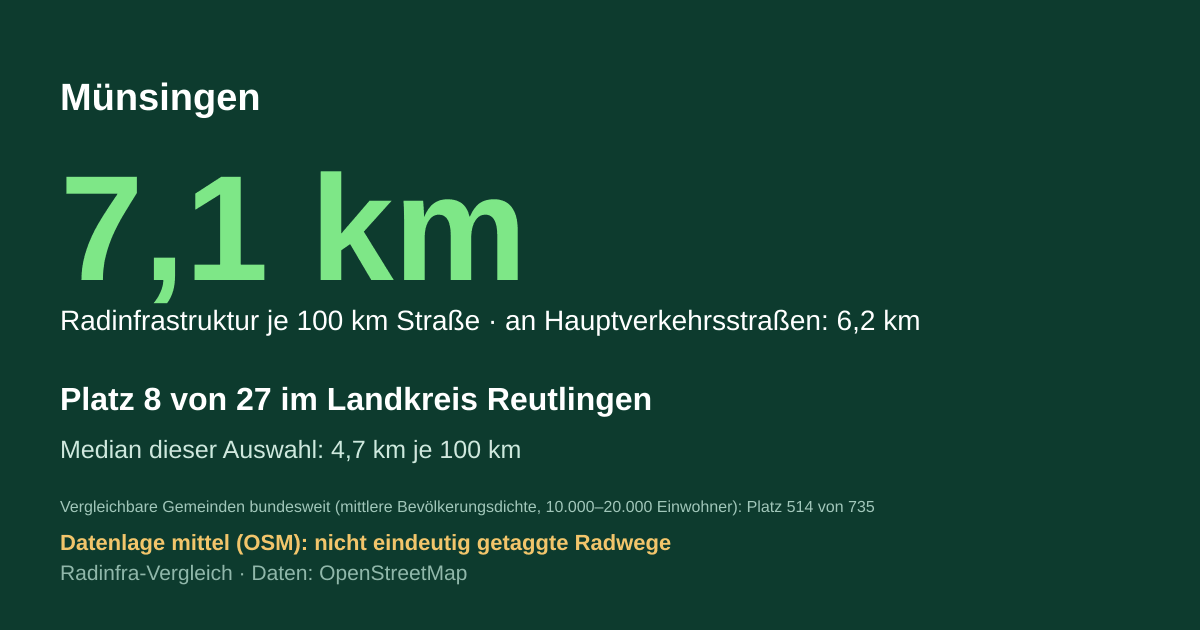 Münsingen
7,1 km
Radinfrastruktur je 100 km Straße · an Hauptverkehrsstraßen: 6,2 km
Platz 8 von 27 im Landkreis Reutlingen
Median dieser Auswahl: 4,7 km je 100 km
Vergleichbare Gemeinden bundesweit (mittlere Bevölkerungsdichte, 10.000–20.000 Einwohner): Platz 514 von 735
Datenlage mittel (OSM): nicht eindeutig getaggte Radwege
Radinfra-Vergleich · Daten: OpenStreetMap